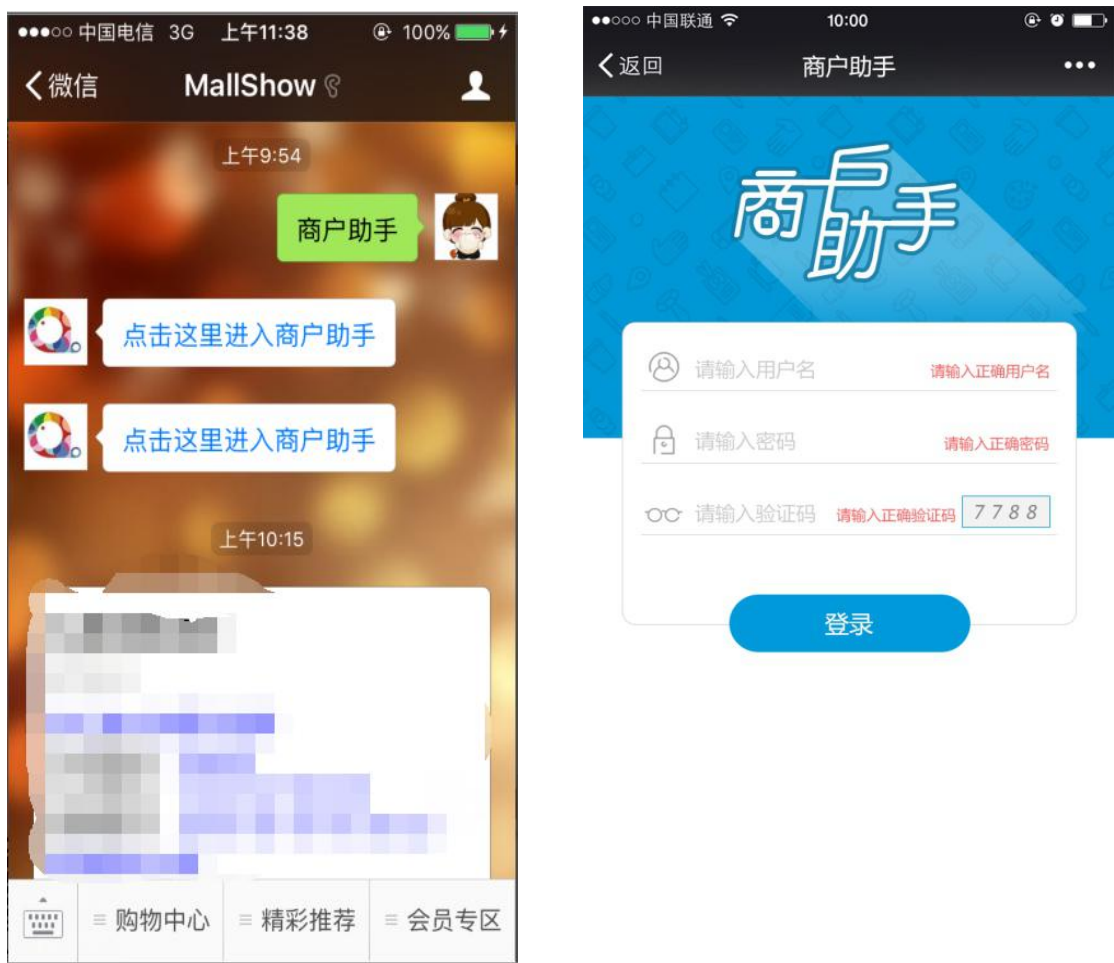 中国电信 3G 上午11:38 100%
微信 MallShow
上午9:54
商户助手
点击这里进入商户助手
点击这里进入商户助手
上午10:15
购物中心 精彩推荐 会员专区
中国联通 10:00
返回 商户助手
商户助手
请输入用户名 请输入正确用户名
请输入密码 请输入正确密码
请输入验证码 请输入正确验证码 7788
登录